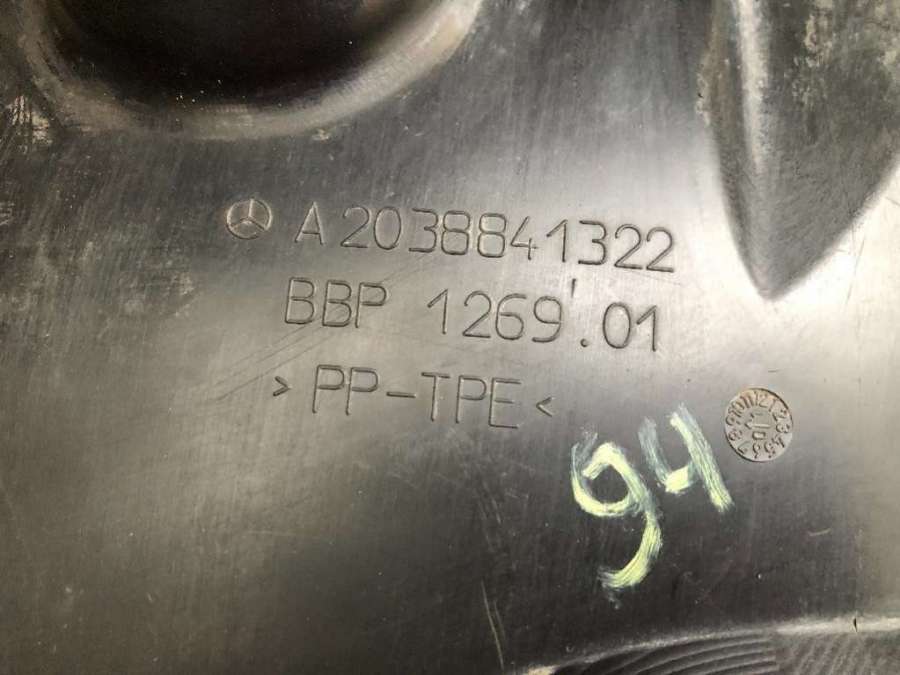 A 2038841322
BBP 1269.01
> PP-TPE <
94